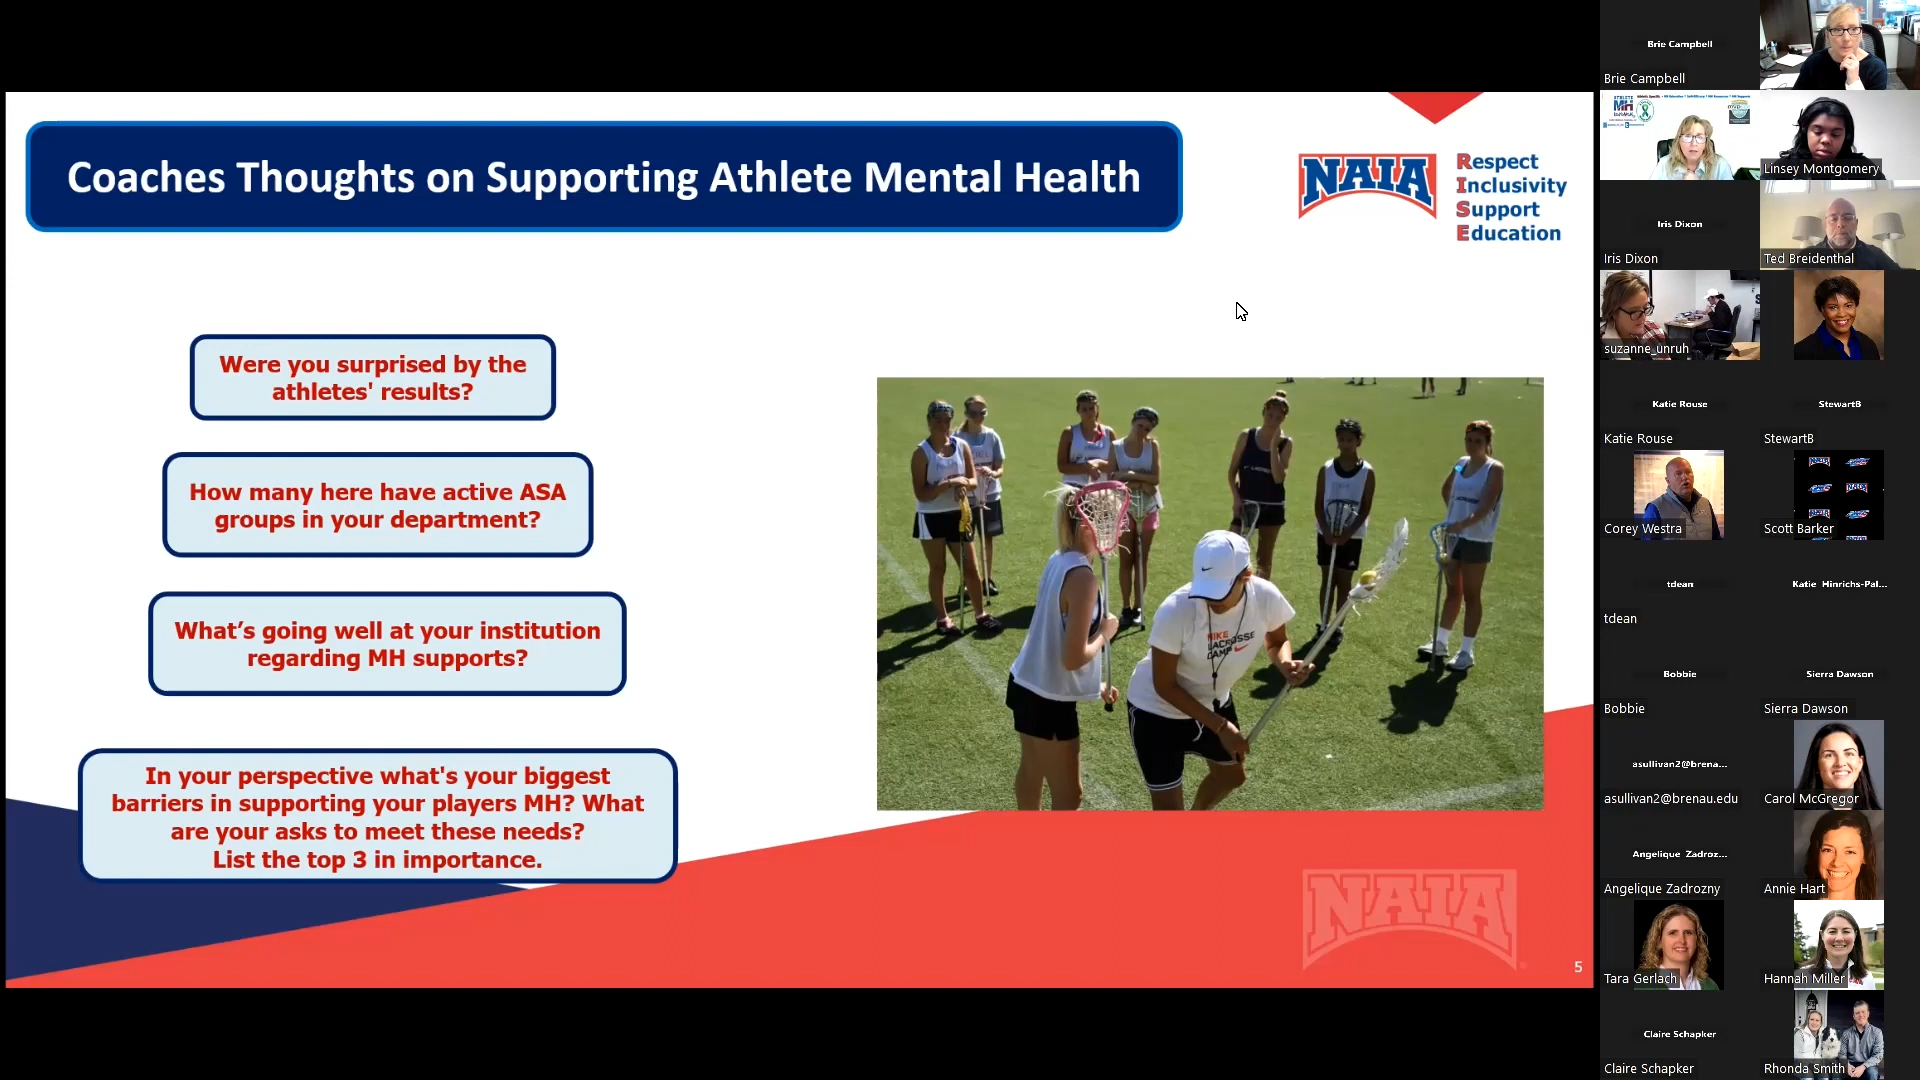 Coaches Thoughts on Supporting Athlete Mental Health
NAIA
Respect
Inclusivity
Support
Education
Were you surprised by the
athletes' results?
How many here have active ASA
groups in your department?
What's going well at your institution
regarding MH supports?
In your perspective what's your biggest
barriers in supporting your players MH? What
are your asks to meet these needs?
List the top 3 in importance.
NIKE
LACROSSE
CAMP
NAIA
5
Brie Campbell
Brie Campbell
MH
Linsey Montgomery
Iris Dixon
Iris Dixon
Ted Breidenthal
suzanne_unruh
Katie Rouse
Katie Rouse
StewartB
StewartB
Corey Westra
Scott Barker
tdean
tdean
Katie Hinrichs-Pal...
Bobbie
Bobbie
Sierra Dawson
Sierra Dawson
asullivan2@brena...
asullivan2@brenau.edu
Carol McGregor
Angelique Zadroz...
Angelique Zadrozny
Annie Hart
Tara Gerlach
Hannah Miller
Claire Schapker
Claire Schapker
Rhonda Smith